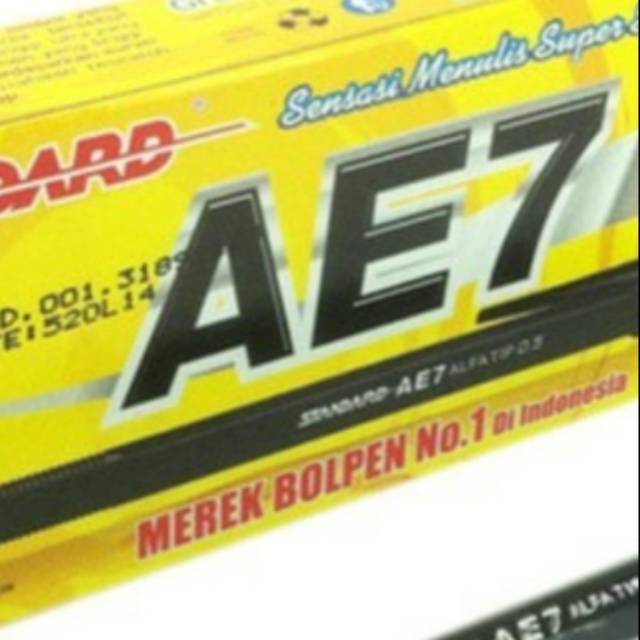 Sensasi Menulis Super
DARD
AE7
D.001.3189
E:520L14
STANDARD AE7 ALFATIP 0.5
MEREK BOLPEN No.1 Di Indonesia
AE7 ALFATIP